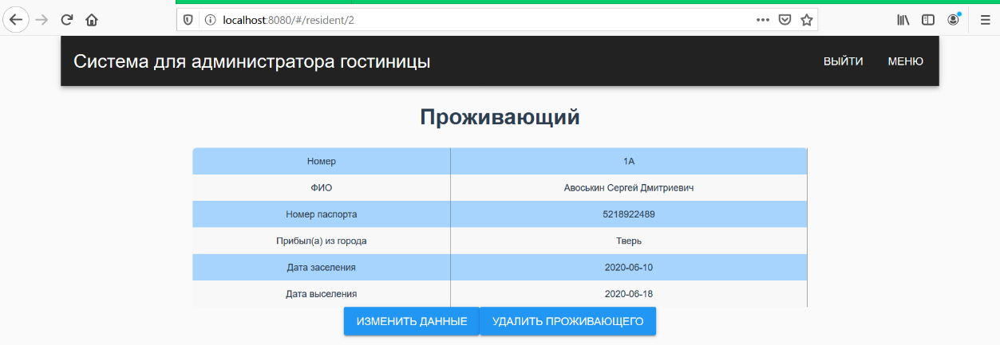 localhost:8080/#/resident/2
Система для администратора гостиницы ВЫЙТИ МЕНЮ
Проживающий
Номер 1А
ФИО Авоськин Сергей Дмитриевич
Номер паспорта 5218922489
Прибыл(а) из города Тверь
Дата заселения 2020-06-10
Дата выселения 2020-06-18
ИЗМЕНИТЬ ДАННЫЕ УДАЛИТЬ ПРОЖИВАЮЩЕГО